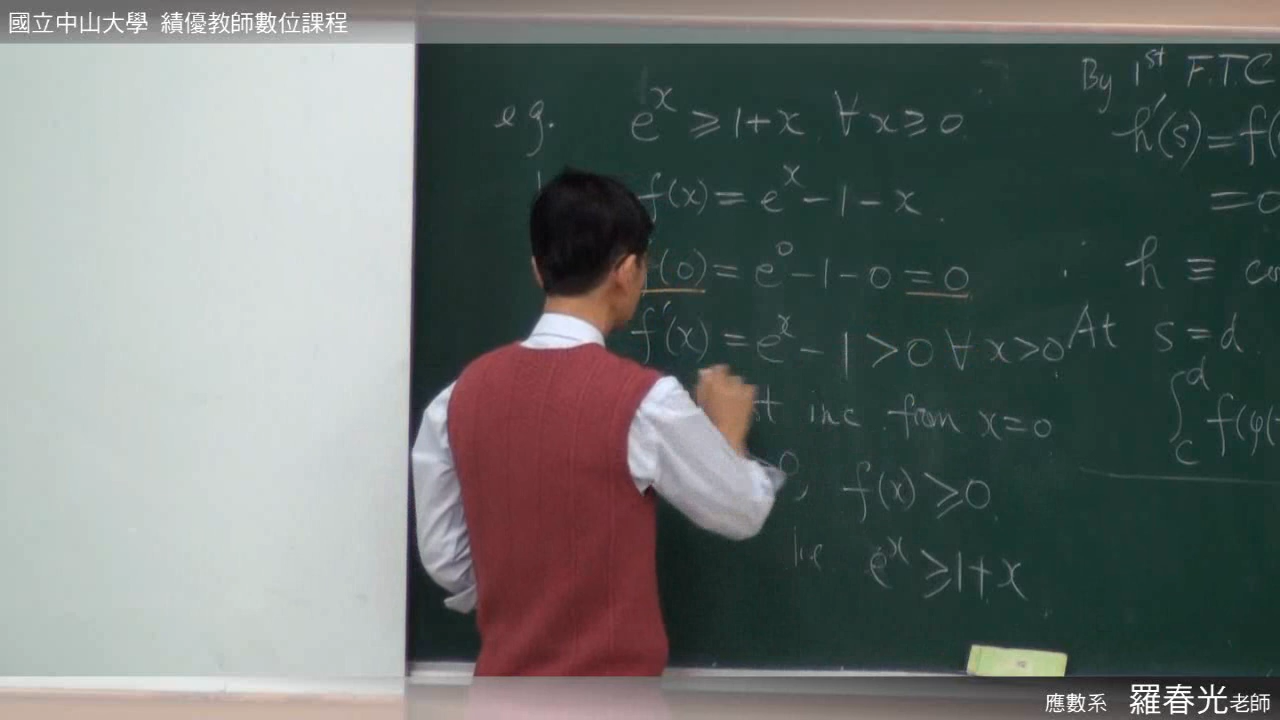 國立中山大學 績優教師數位課程
e.g. e^x ≥ 1+x ∀ x ≥ 0
f(x) = e^x - 1 - x.
f(0) = e^0 - 1 - 0 = 0
f'(x) = e^x - 1 > 0 ∀ x > 0
inc. from x = 0
≥0, f(x) ≥ 0
i.e. e^x ≥ 1+x
By 1st F.T.C
h'(s) = f(
=
h ≡
At s = d
∫_c^d f(φ(
應數系 羅春光老師